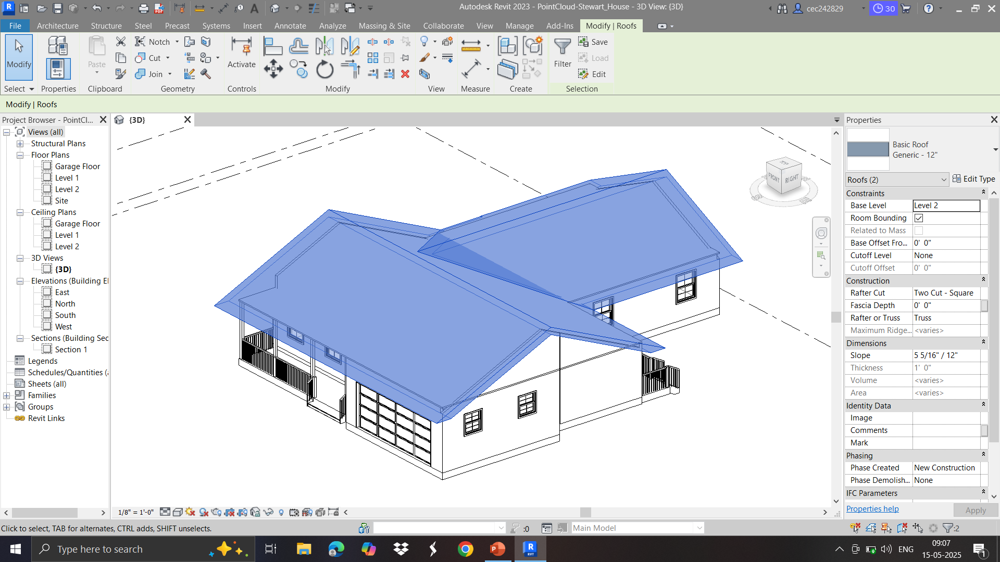 Autodesk Revit 2023 - PointCloud-Stewart_House - 3D View: {3D}
cec242829
30
File Architecture Structure Steel Precast Systems Insert Annotate Analyze Massing & Site Collaborate View Manage Add-Ins Modify | Roofs
Modify
Paste
Notch
Cut
Join
Activate
Filter
Save
Load
Edit
Select Properties Clipboard Geometry Controls Modify View Measure Create Selection
Modify | Roofs
Project Browser - PointCl...
Views (all)
Structural Plans
Floor Plans
Garage Floor
Level 1
Level 2
Site
Ceiling Plans
Garage Floor
Level 1
Level 2
3D Views
{3D}
Elevations (Building El
East
North
South
West
Sections (Building Sec
Section 1
Legends
Schedules/Quantities (a
Sheets (all)
Families
Groups
Revit Links
{3D}
TOP
FRONT
RIGHT
Properties
Basic Roof
Generic - 12"
Roofs (2) Edit Type
Constraints
Base Level Level 2
Room Bounding
Related to Mass
Base Offset Fro... 0' 0"
Cutoff Level None
Cutoff Offset 0' 0"
Construction
Rafter Cut Two Cut - Square
Fascia Depth 0' 0"
Rafter or Truss Truss
Maximum Ridge... <varies>
Dimensions
Slope 5 5/16" / 12"
Thickness 1' 0"
Volume <varies>
Area <varies>
Identity Data
Image
Comments
Mark
Phasing
Phase Created New Construction
Phase Demolish... None
IFC Parameters
Properties help Apply
1/8" = 1'-0"
Click to select, TAB for alternates, CTRL adds, SHIFT unselects.
:0
Main Model
:2
Type here to search
ENG
09:07
15-05-2025
1